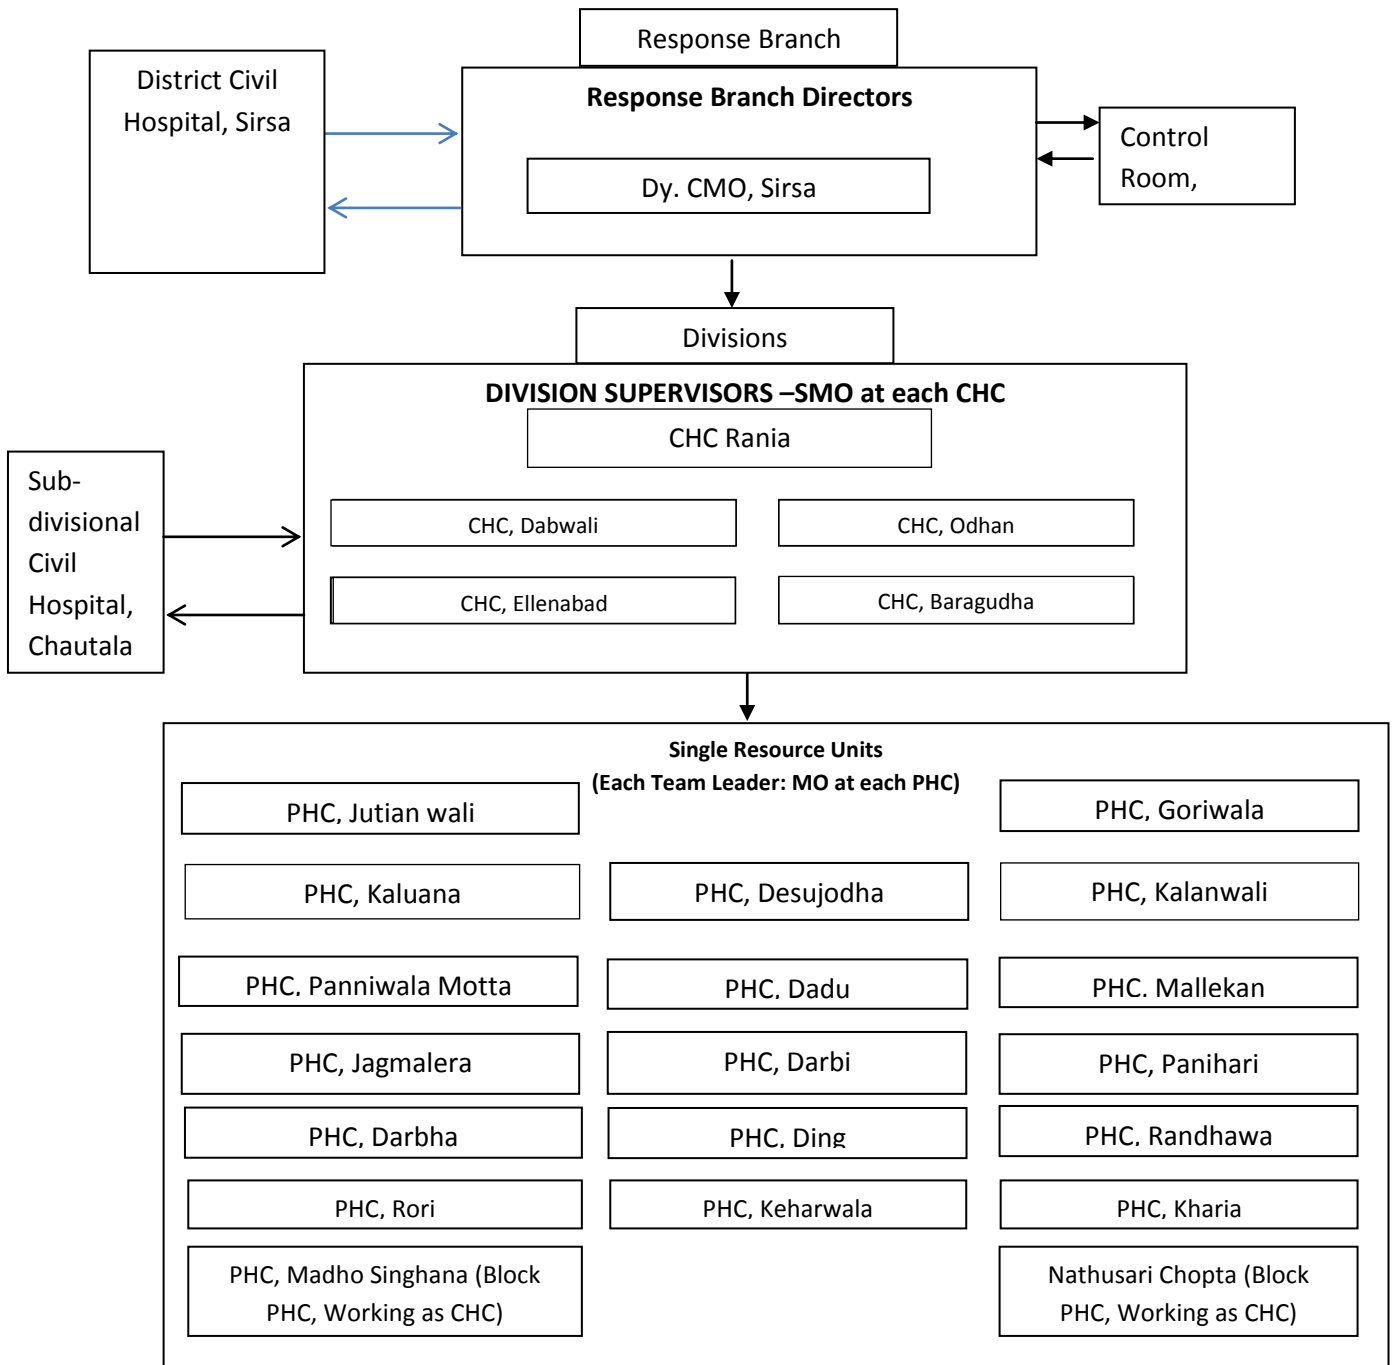 Response Branch
District Civil
Hospital, Sirsa
Response Branch Directors
Dy. CMO, Sirsa
Control
Room,
Divisions
DIVISION SUPERVISORS –SMO at each CHC
CHC Rania
Sub-
divisional
Civil
Hospital,
Chautala
CHC, Dabwali
CHC, Odhan
CHC, Ellenabad
CHC, Baragudha
Single Resource Units
(Each Team Leader: MO at each PHC)
PHC, Jutian wali
PHC, Goriwala
PHC, Kaluana
PHC, Desujodha
PHC, Kalanwali
PHC, Panniwala Motta
PHC, Dadu
PHC, Mallekan
PHC, Jagmalera
PHC, Darbi
PHC, Panihari
PHC, Darbha
PHC, Ding
PHC, Randhawa
PHC, Rori
PHC, Keharwala
PHC, Kharia
PHC, Madho Singhana (Block
PHC, Working as CHC)
Nathusari Chopta (Block
PHC, Working as CHC)